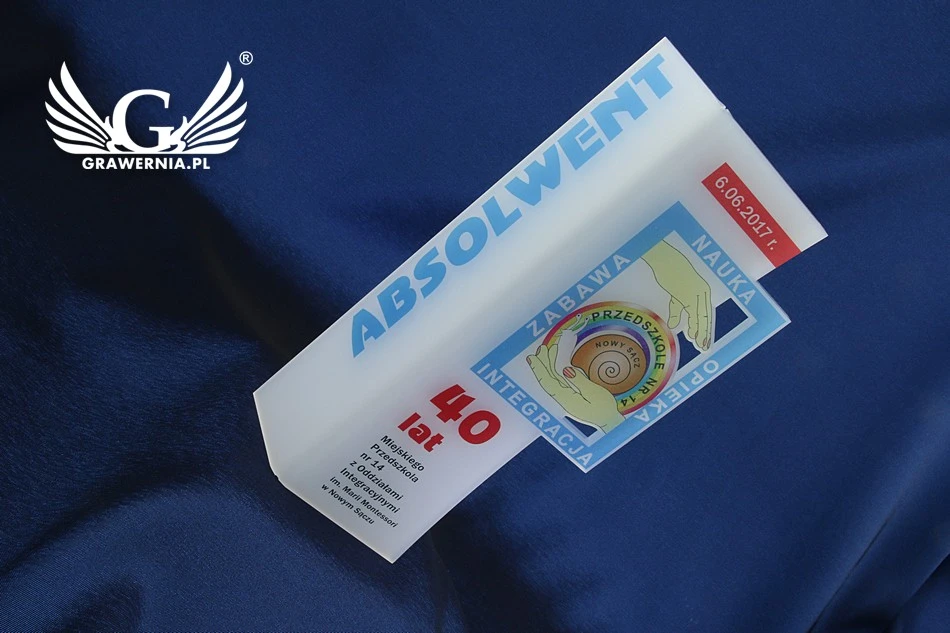 G
®
GRAWERNIA.PL
ABSOLWENT
6.06.2017 r.
ZABAWA
NAUKA
OPIEKA
INTEGRACJA
PRZEDSZKOLE NR 14
NOWY SĄCZ
40
lat
Miejskiego
Przedszkola
nr 14
z Oddziałami
Integracyjnymi
im. Marii Montessori
w Nowym Sączu